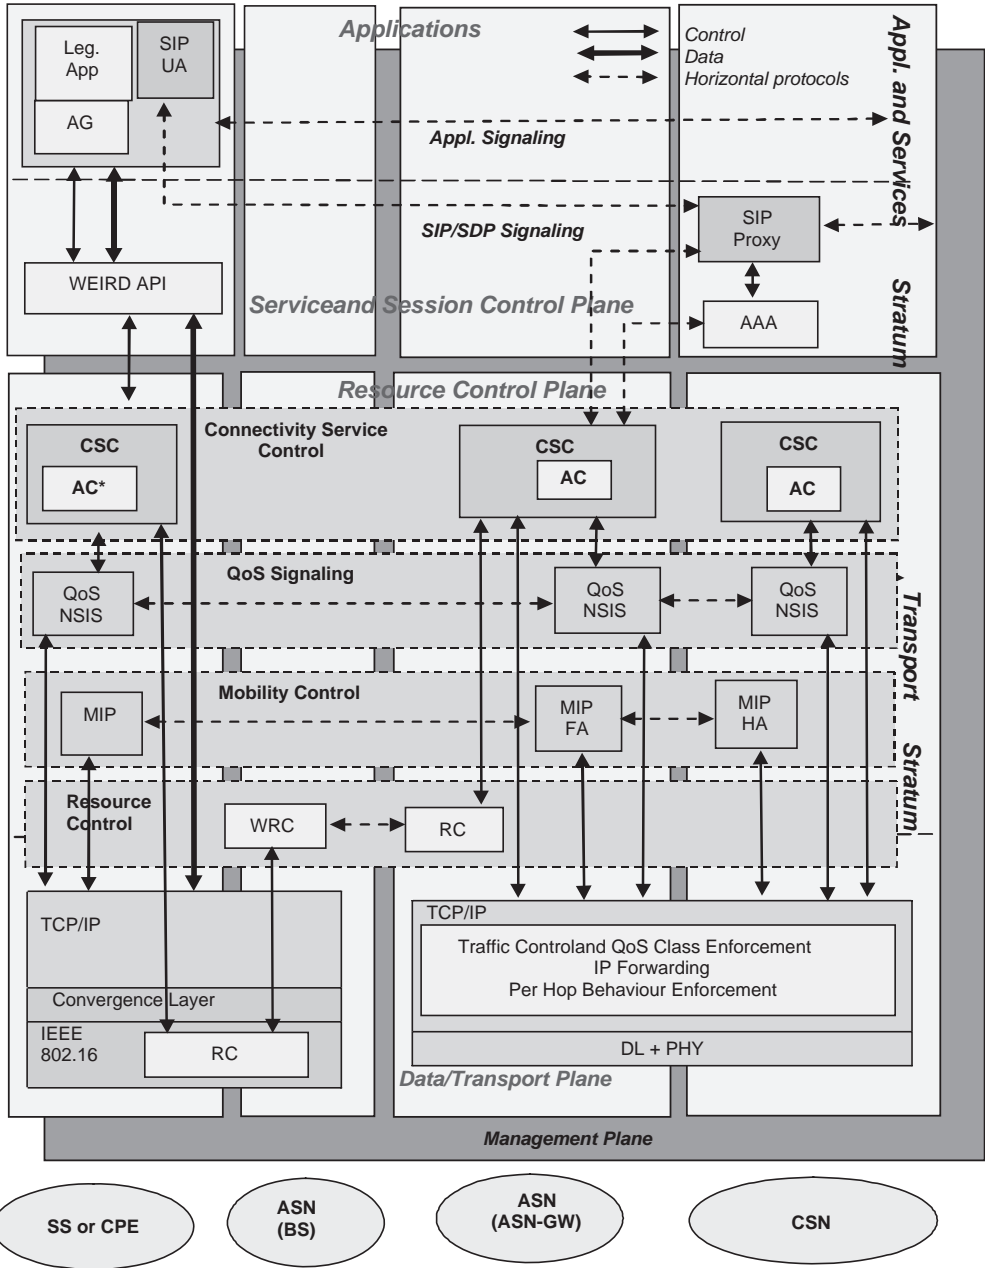 Applications
Control
Data
Horizontal protocols
Leg.
App
SIP
UA
AG
Appl. Signaling
Appl. and Services
Stratum
SIP/SDP Signaling
SIP
Proxy
WEIRD API
Serviceand Session Control Plane
AAA
Resource Control Plane
Connectivity Service
Control
CSC
AC*
CSC
AC
CSC
AC
QoS Signaling
QoS
NSIS
QoS
NSIS
QoS
NSIS
Transport
Stratum
Mobility Control
MIP
MIP
FA
MIP
HA
Resource
Control
WRC
RC
TCP/IP
Convergence Layer
IEEE
802.16
RC
TCP/IP
Traffic Controland QoS Class Enforcement
IP Forwarding
Per Hop Behaviour Enforcement
DL + PHY
Data/Transport Plane
Management Plane
SS or CPE
ASN
(BS)
ASN
(ASN-GW)
CSN